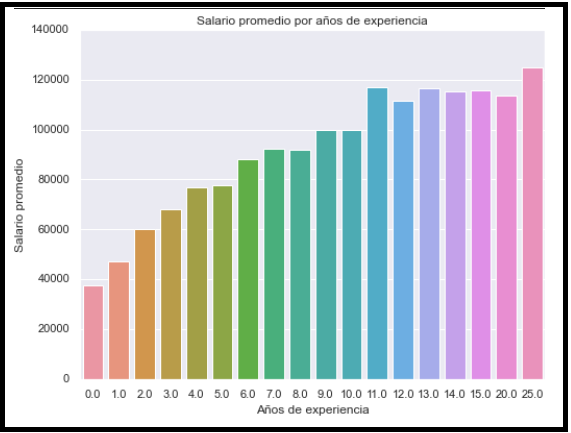 Salario promedio por años de experiencia
140000
120000
100000
80000
60000
40000
20000
0
Salario promedio
0.0 1.0 2.0 3.0 4.0 5.0 6.0 7.0 8.0 9.0 10.0 11.0 12.0 13.0 14.0 15.0 20.0 25.0
Años de experiencia